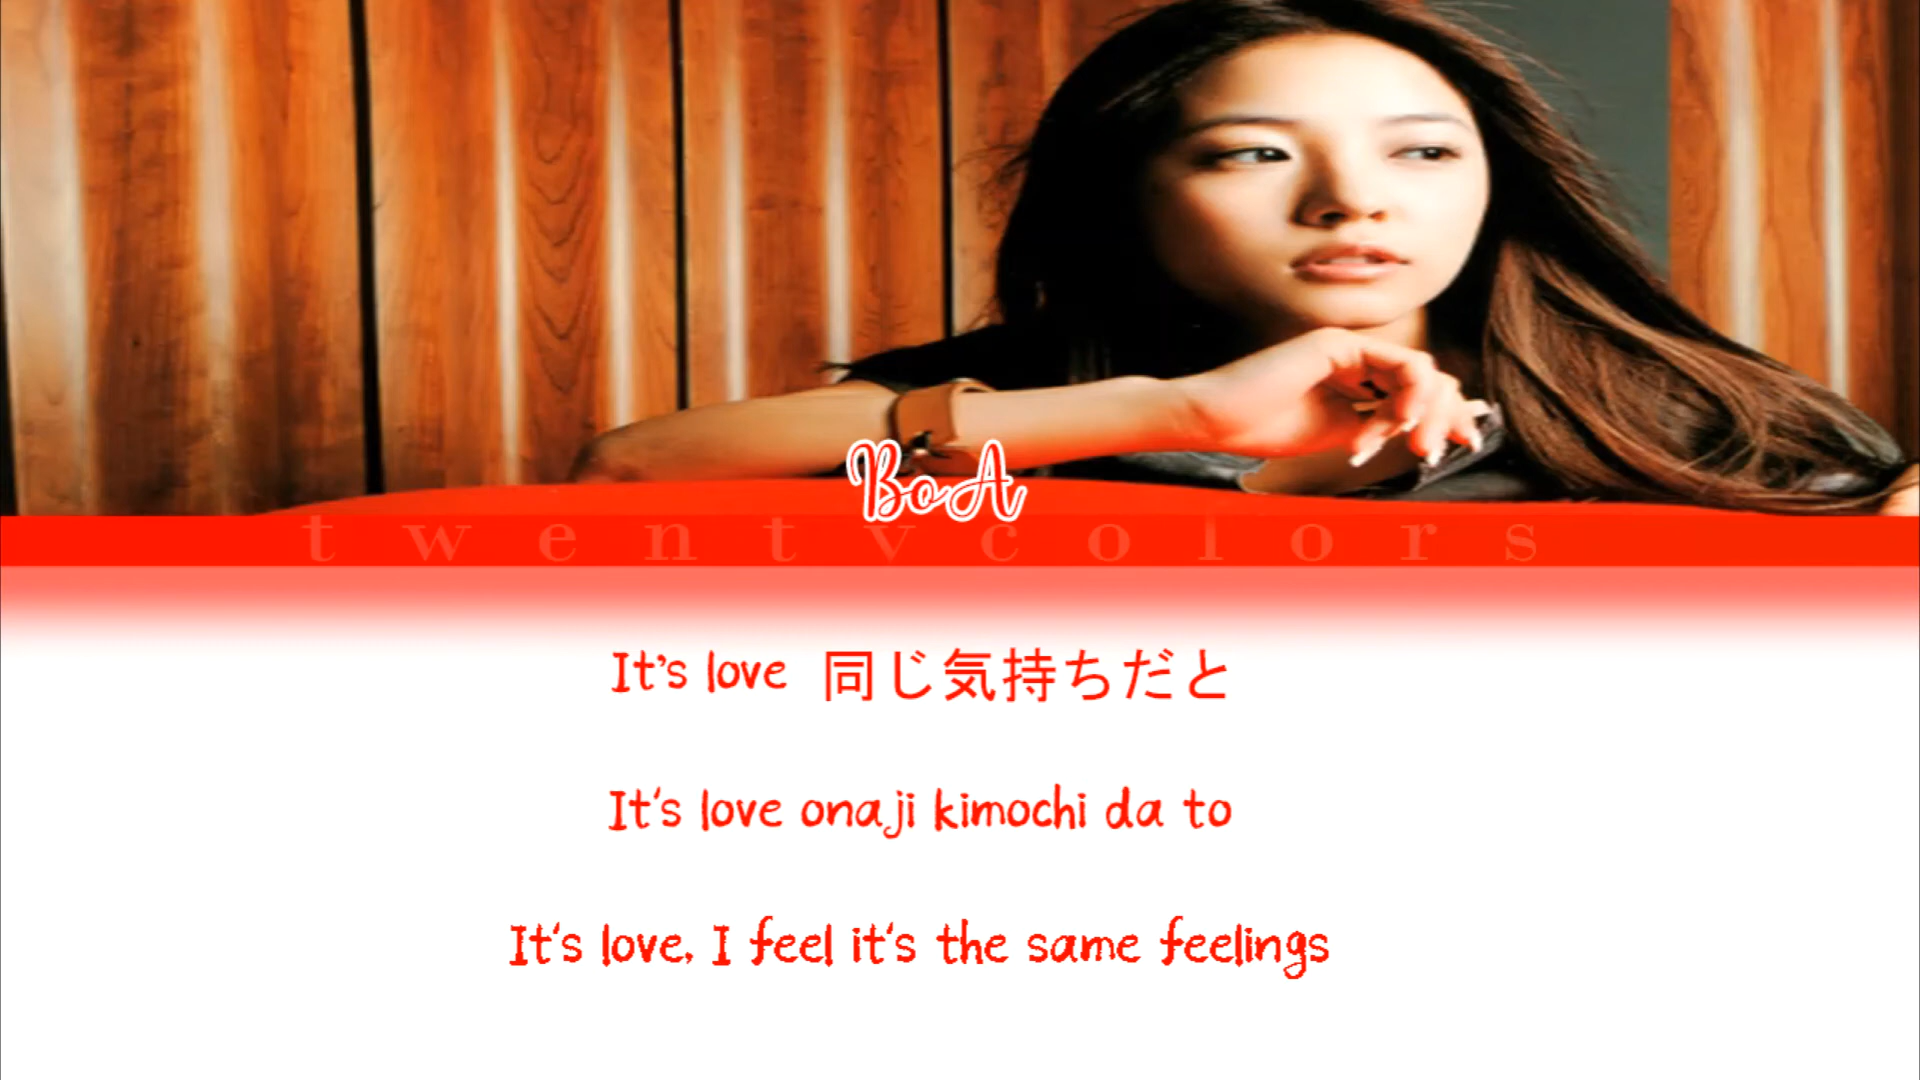 BoA
twentycolors
It's love 同じ気持ちだと
It's love onaji kimochi da to
It's love, I feel it's the same feelings